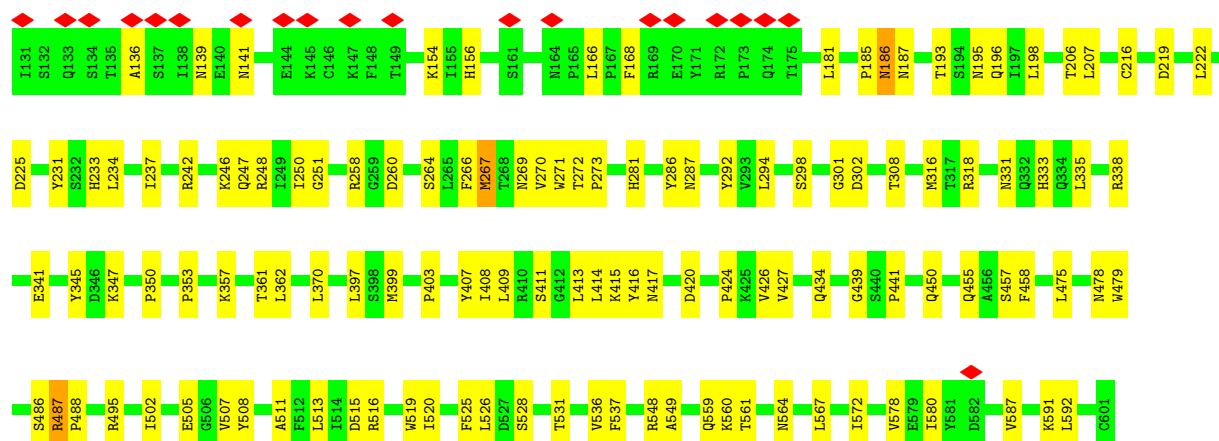 I131 S132 Q133 S134 T135 A136 S137 I138 N139 E140 N141 E144 K145 C146 K147 F148 T149 K154 I155 H156 S161 N164 P165 L166 P167 F168 R169 E170 Y171 R172 P173 Q174 T175 L181 P185 N186 N187 T193 S194 N195 Q196 I197 L198 T206 L207 C216 D219 L222
D225 Y231 S232 H233 L234 I237 R242 K246 Q247 R248 I249 I250 G251 R258 G259 D260 S264 L265 F266 M267 T268 N269 V270 W271 T272 P273 H281 Y286 N287 Y292 V293 L294 S298 G301 D302 T308 M316 T317 R318 N331 Q332 H333 Q334 L335 R338
E341 Y345 D346 K347 P350 P353 K357 T361 L362 L370 L397 S398 M399 P403 Y407 I408 L409 R410 S411 G412 L413 L414 K415 Y416 N417 D420 P424 K425 V426 V427 Q434 G439 S440 P441 Q450 Q455 A456 S457 F458 L475 N478 W479
S486 R487 P488 R495 I502 E505 G506 V507 Y508 A511 F512 L513 I514 D515 R516 W519 I520 F525 L526 D527 S528 T531 V536 F537 R548 A549 Q559 K560 T561 N564 L567 I572 V578 E579 I580 Y581 D582 V587 K591 L592 C601